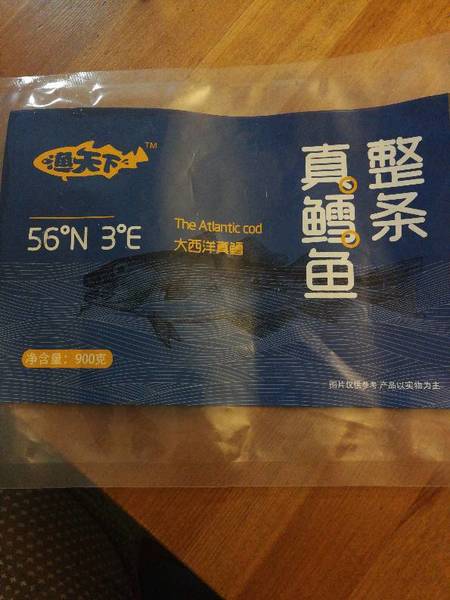 渔天下™
56°N 3°E
The Atlantic cod
大西洋真鳕
整条
真鳕鱼
净含量：900克
图片仅供参考 产品以实物为主